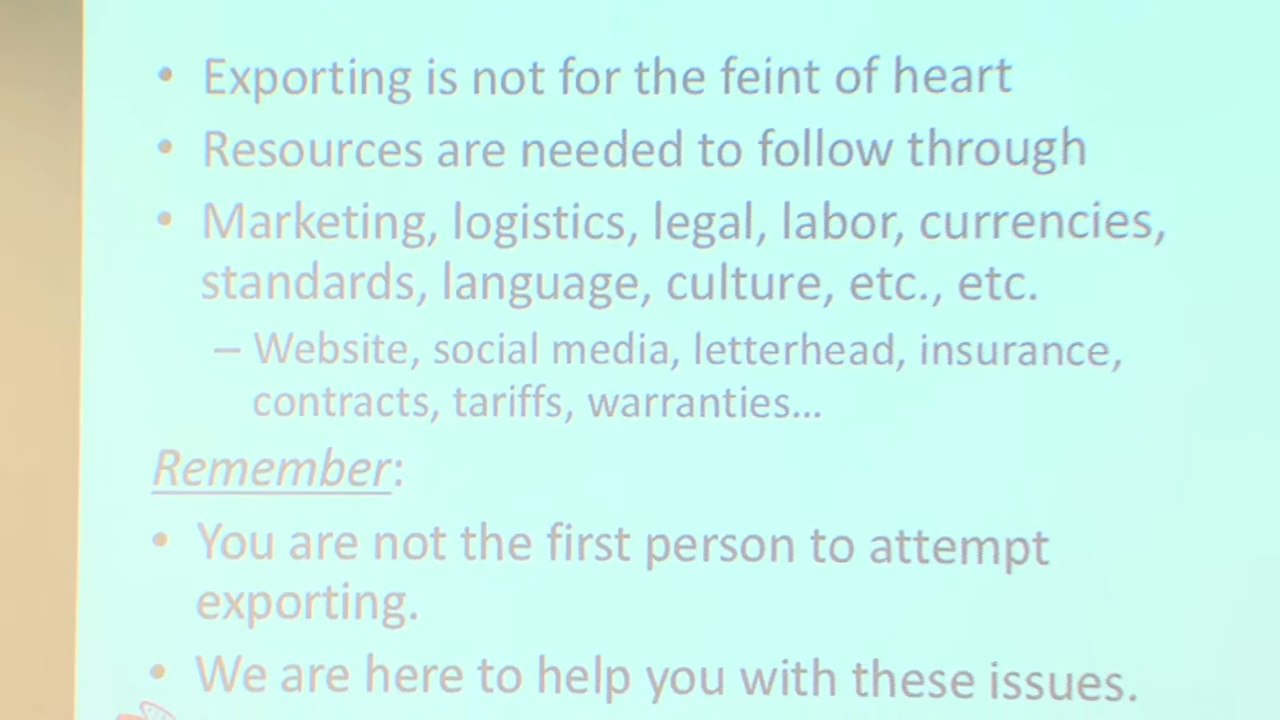 • Exporting is not for the feint of heart
• Resources are needed to follow through
• Marketing, logistics, legal, labor, currencies,
standards, language, culture, etc., etc.
– Website, social media, letterhead, insurance,
contracts, tariffs, warranties...
Remember:
• You are not the first person to attempt
exporting.
• We are here to help you with these issues.